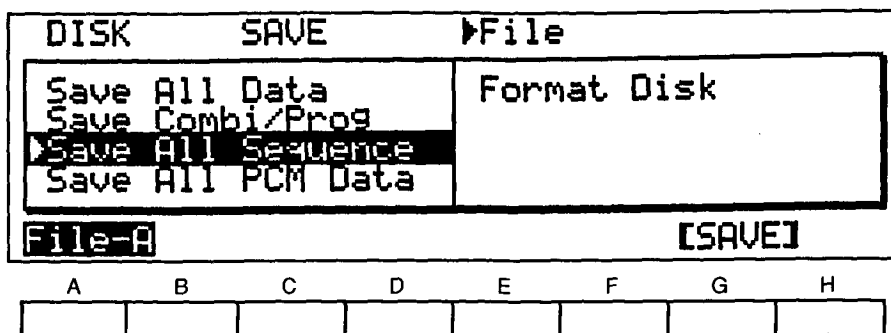 DISK SAVE ▶File
Save All Data
Save Combi/Prog
▶Save All Sequence
Save All PCM Data
Format Disk
File-A [SAVE]
A B C D E F G H